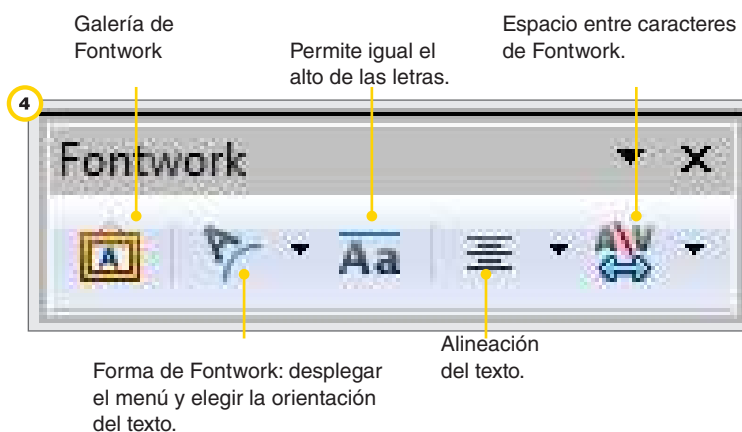 Galería de
Fontwork
Permite igual el
alto de las letras.
Espacio entre caracteres
de Fontwork.
4
Fontwork
A
Aa
A\V
Forma de Fontwork: desplegar
el menú y elegir la orientación
del texto.
Alineación
del texto.